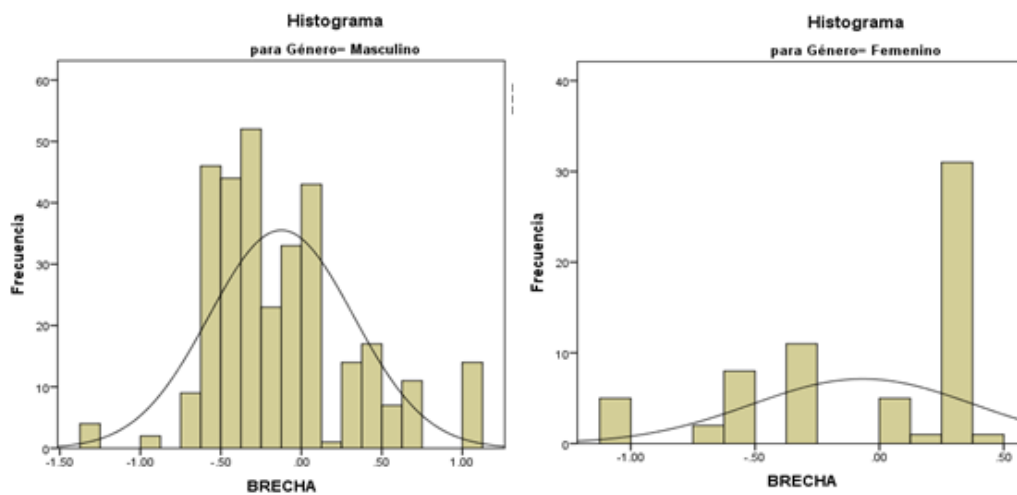 Histograma
para Género= Masculino
60
50
40
30
20
10
0
Frecuencia
-1.50
-1.00
-.50
.00
.50
1.00
BRECHA
Histograma
para Género= Femenino
40
30
20
10
0
Frecuencia
-1.00
-.50
.00
.50
BRECHA